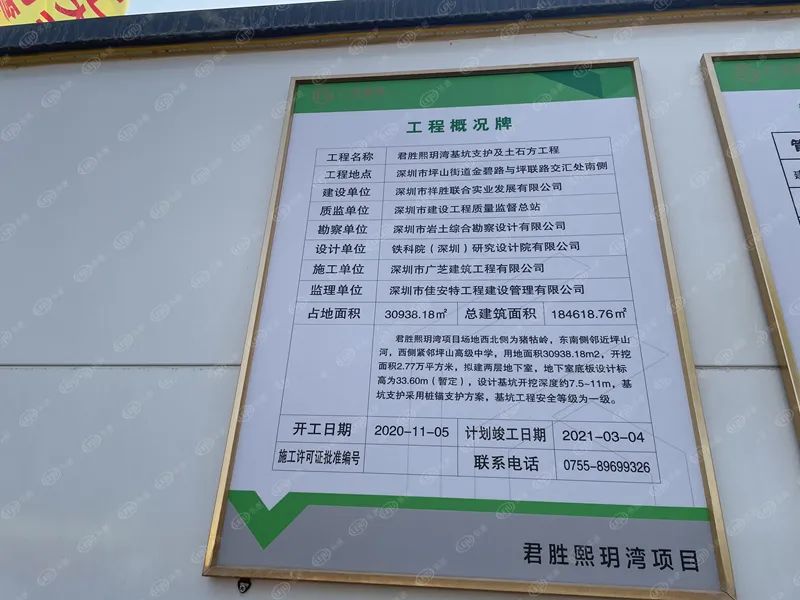 工程概况牌
工程名称 君胜熙玥湾基坑支护及土石方工程
工程地点 深圳市坪山街道金碧路与坪联路交汇处南侧
建设单位 深圳市祥胜联合实业发展有限公司
质监单位 深圳市建设工程质量监督总站
勘察单位 深圳市岩土综合勘察设计有限公司
设计单位 铁科院（深圳）研究设计院有限公司
施工单位 深圳市广芝建筑工程有限公司
监理单位 深圳市佳安特工程建设管理有限公司
占地面积 30938.18㎡ 总建筑面积 184618.76㎡
君胜熙玥湾项目场地西北侧为猪牯岭，东南侧邻近坪山
河，西侧紧邻坪山高级中学，用地面积30938.18m2，开挖
面积2.77万平方米，拟建两层地下室，地下室底板设计标
高为33.60m（暂定），设计基坑开挖深度约7.5~11m，基
坑支护采用桩锚支护方案，基坑工程安全等级为一级。
开工日期 2020-11-05 计划竣工日期 2021-03-04
施工许可证批准编号 联系电话 0755-89699326
君胜熙玥湾项目